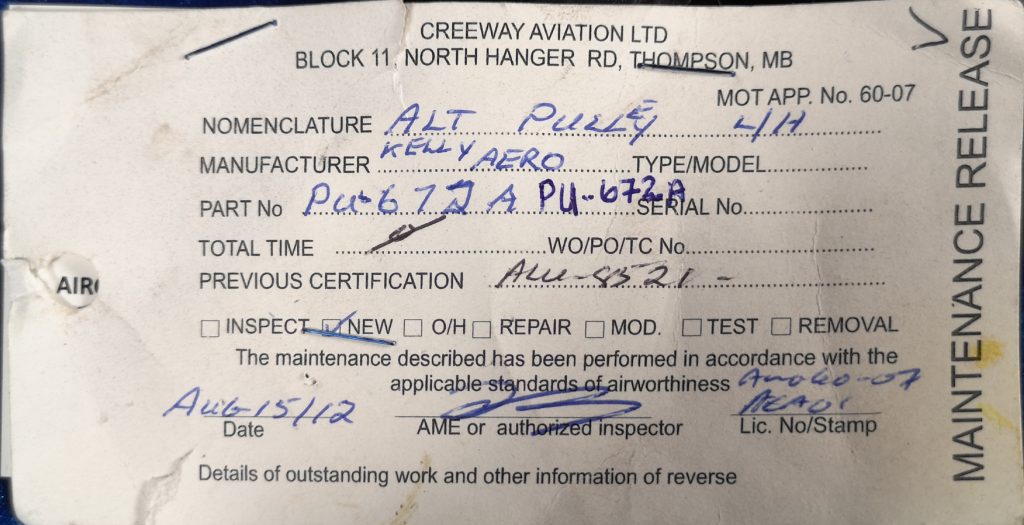 CREEWAY AVIATION LTD
BLOCK 11, NORTH HANGER RD, THOMPSON, MB
MOT APP. No. 60-07
NOMENCLATURE ALT PULLEY L/H
MANUFACTURER KELLY AERO TYPE/MODEL
PART No PU-672A PU-672A SERIAL No.
TOTAL TIME WO/PO/TC No.
PREVIOUS CERTIFICATION
INSPECT NEW O/H REPAIR MOD. TEST REMOVAL
The maintenance described has been performed in accordance with the
applicable standards of airworthiness
Aug 15/12
Date AME or authorized inspector Lic. No/Stamp
Details of outstanding work and other information of reverse
MAINTENANCE RELEASE